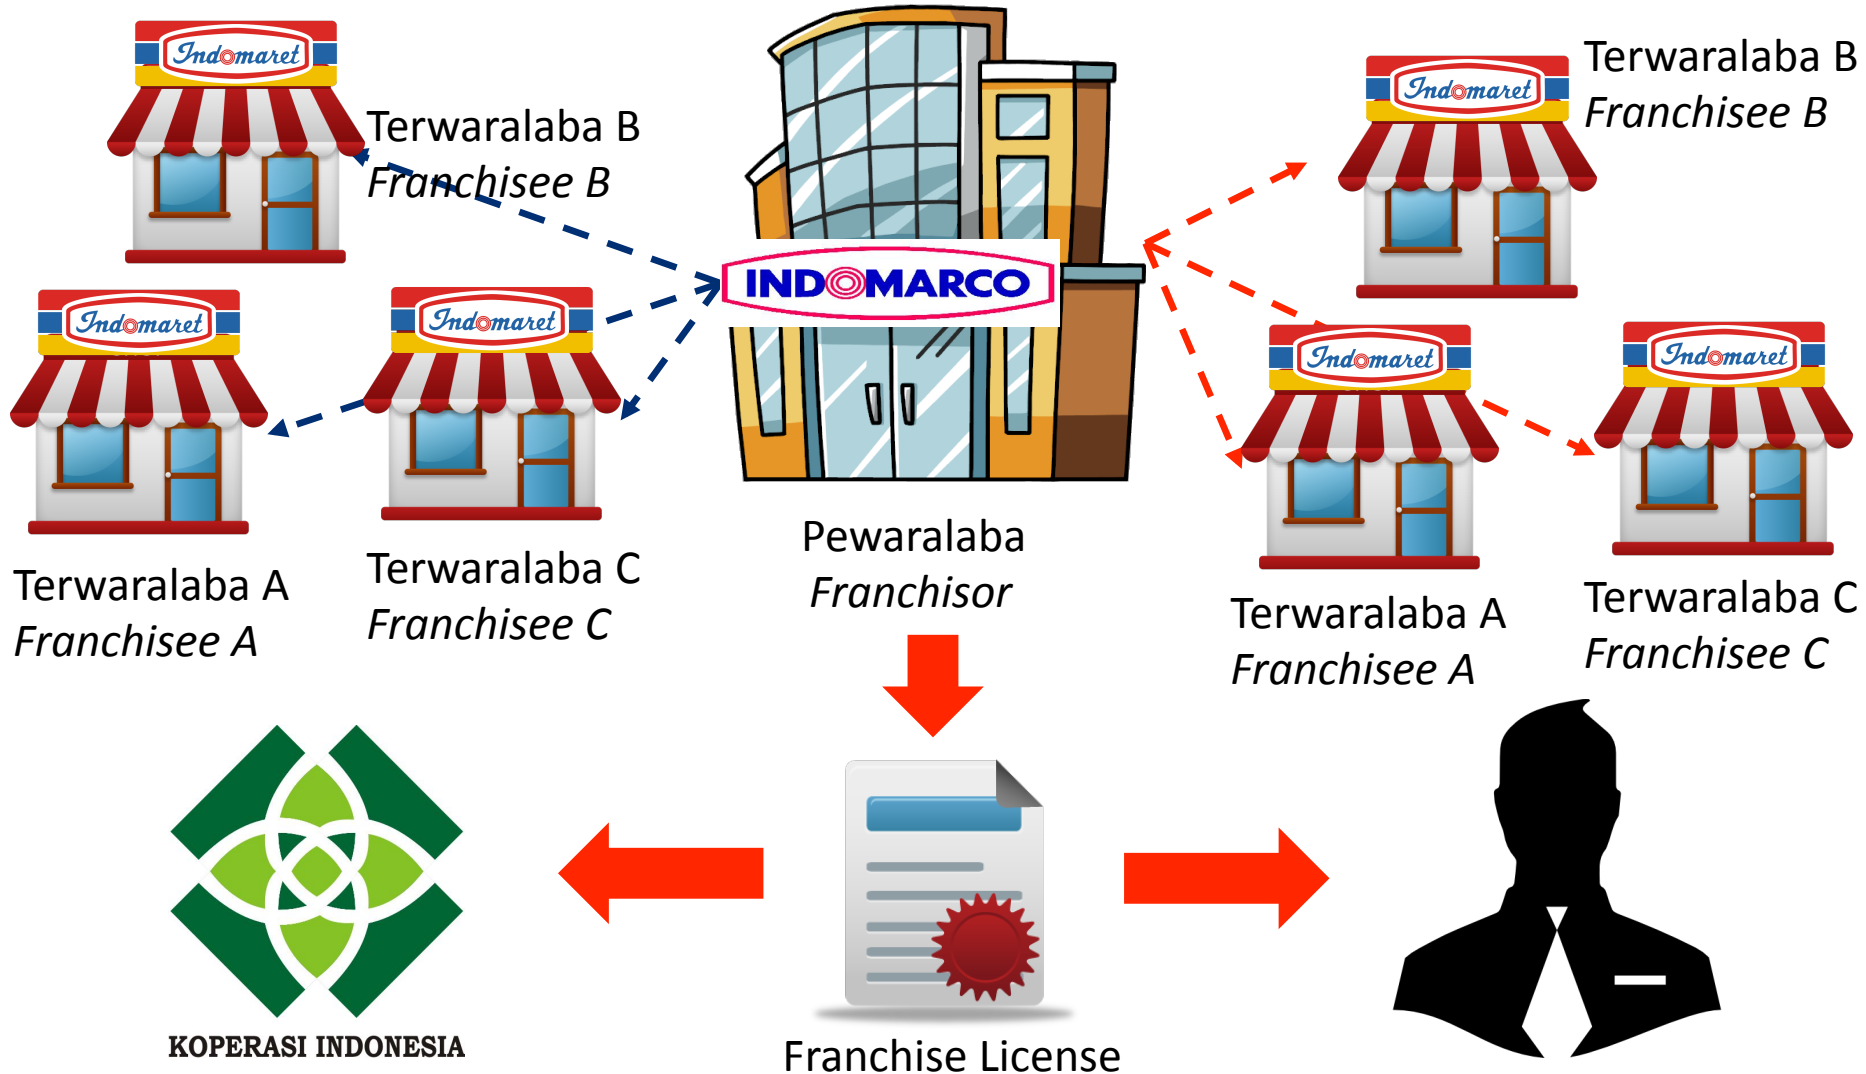 Indomaret
Terwaralaba B
Franchisee B
Indomaret
Terwaralaba A
Franchisee A
Indomaret
Terwaralaba C
Franchisee C
INDOMARCO
Pewaralaba
Franchisor
Indomaret
Terwaralaba B
Franchisee B
Indomaret
Terwaralaba A
Franchisee A
Indomaret
Terwaralaba C
Franchisee C
KOPERASI INDONESIA
Franchise License